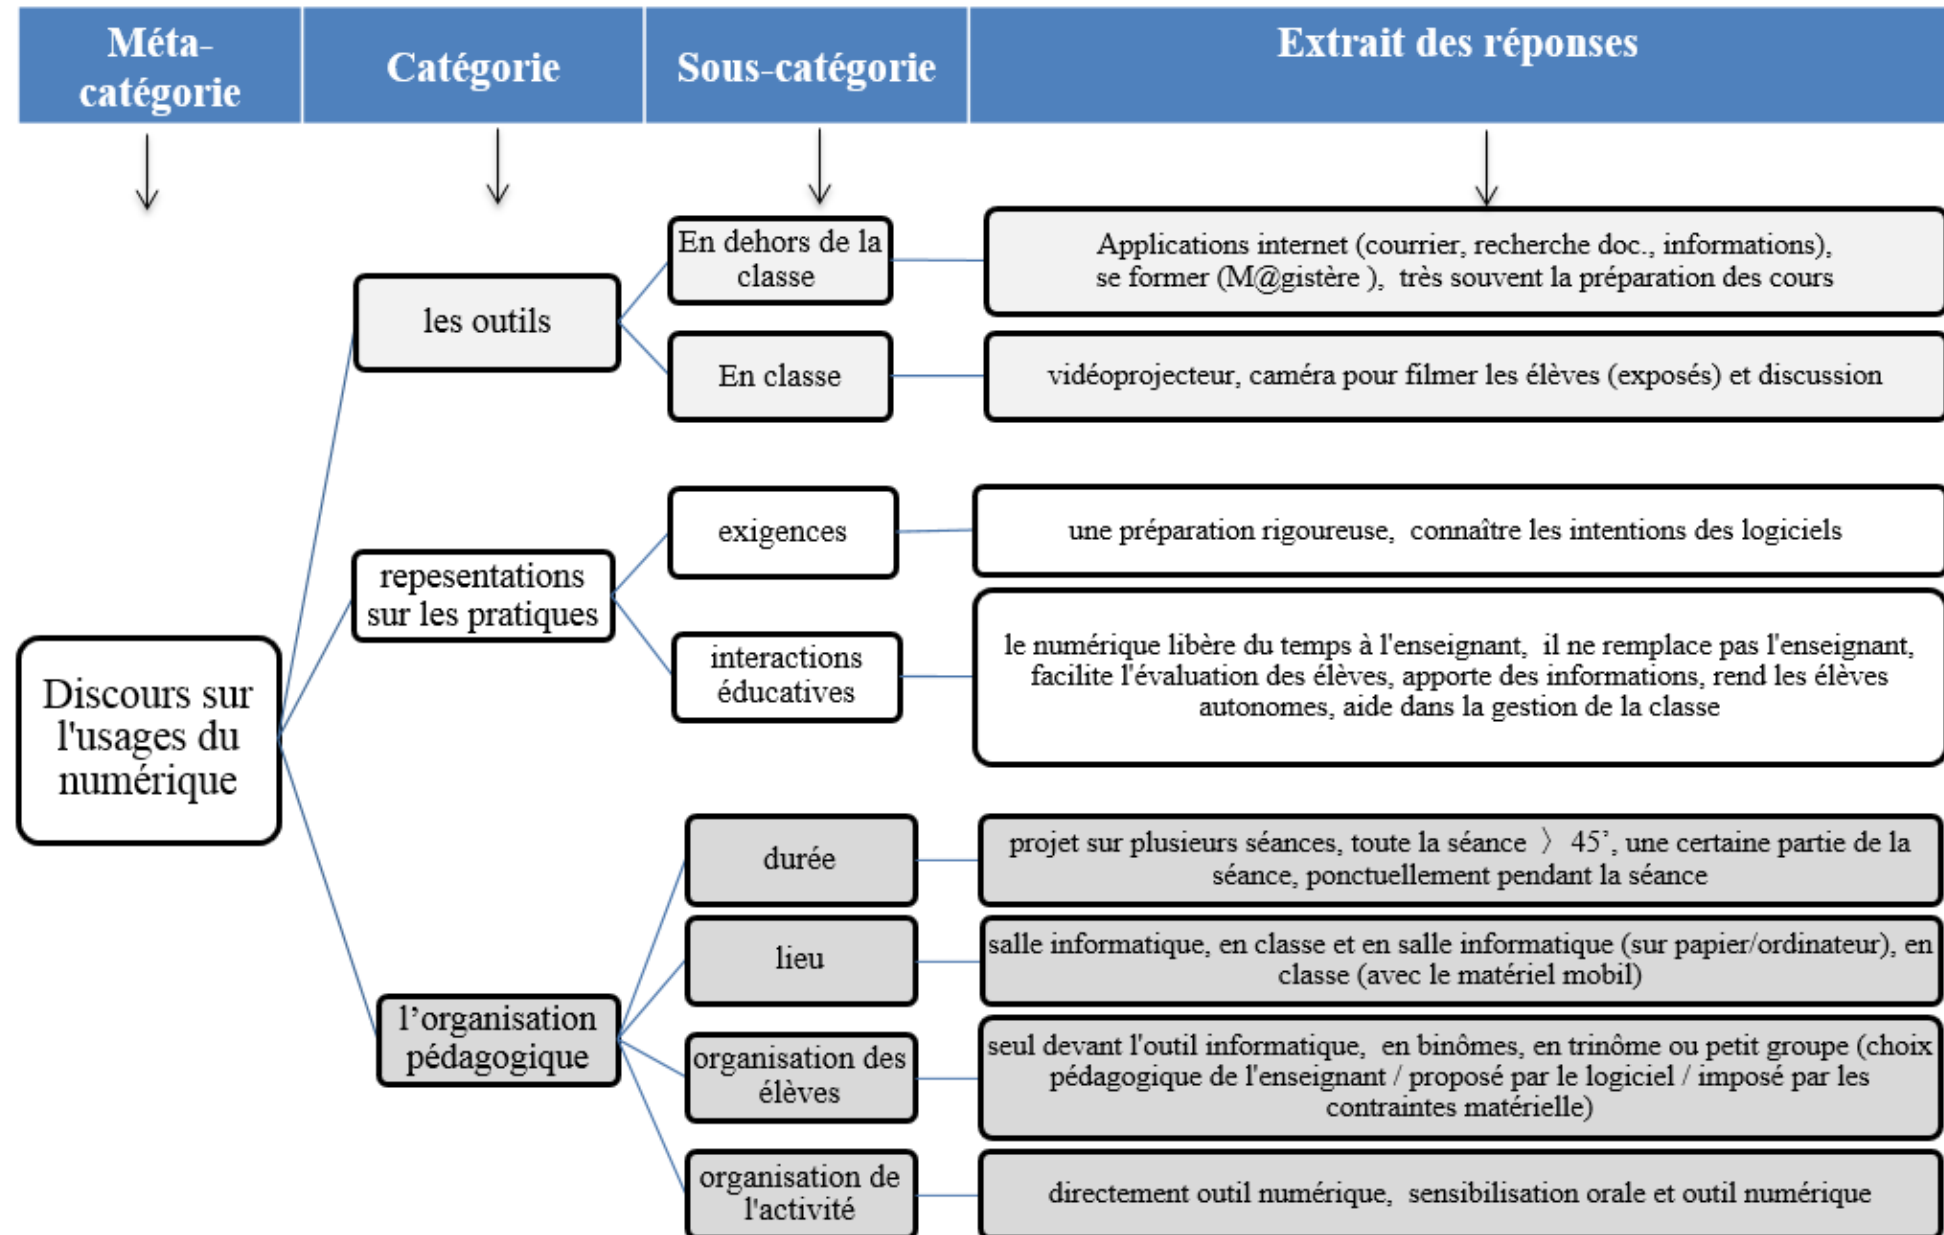 Méta-
catégorie
Catégorie
Sous-catégorie
Extrait des réponses
Discours sur
l'usages du
numérique
les outils
En dehors de la
classe
Applications internet (courrier, recherche doc., informations),
se former (M@gistère ), très souvent la préparation des cours
En classe
vidéoprojecteur, caméra pour filmer les élèves (exposés) et discussion
repesentations
sur les pratiques
exigences
une préparation rigoureuse, connaître les intentions des logiciels
interactions
éducatives
le numérique libère du temps à l'enseignant, il ne remplace pas l'enseignant,
facilite l'évaluation des élèves, apporte des informations, rend les élèves
autonomes, aide dans la gestion de la classe
l’organisation
pédagogique
durée
projet sur plusieurs séances, toute la séance 〉 45’, une certaine partie de la
séance, ponctuellement pendant la séance
lieu
salle informatique, en classe et en salle informatique (sur papier/ordinateur), en
classe (avec le matériel mobil)
organisation des
élèves
seul devant l'outil informatique, en binômes, en trinôme ou petit groupe (choix
pédagogique de l'enseignant / proposé par le logiciel / imposé par les
contraintes matérielle)
organisation de
l'activité
directement outil numérique, sensibilisation orale et outil numérique